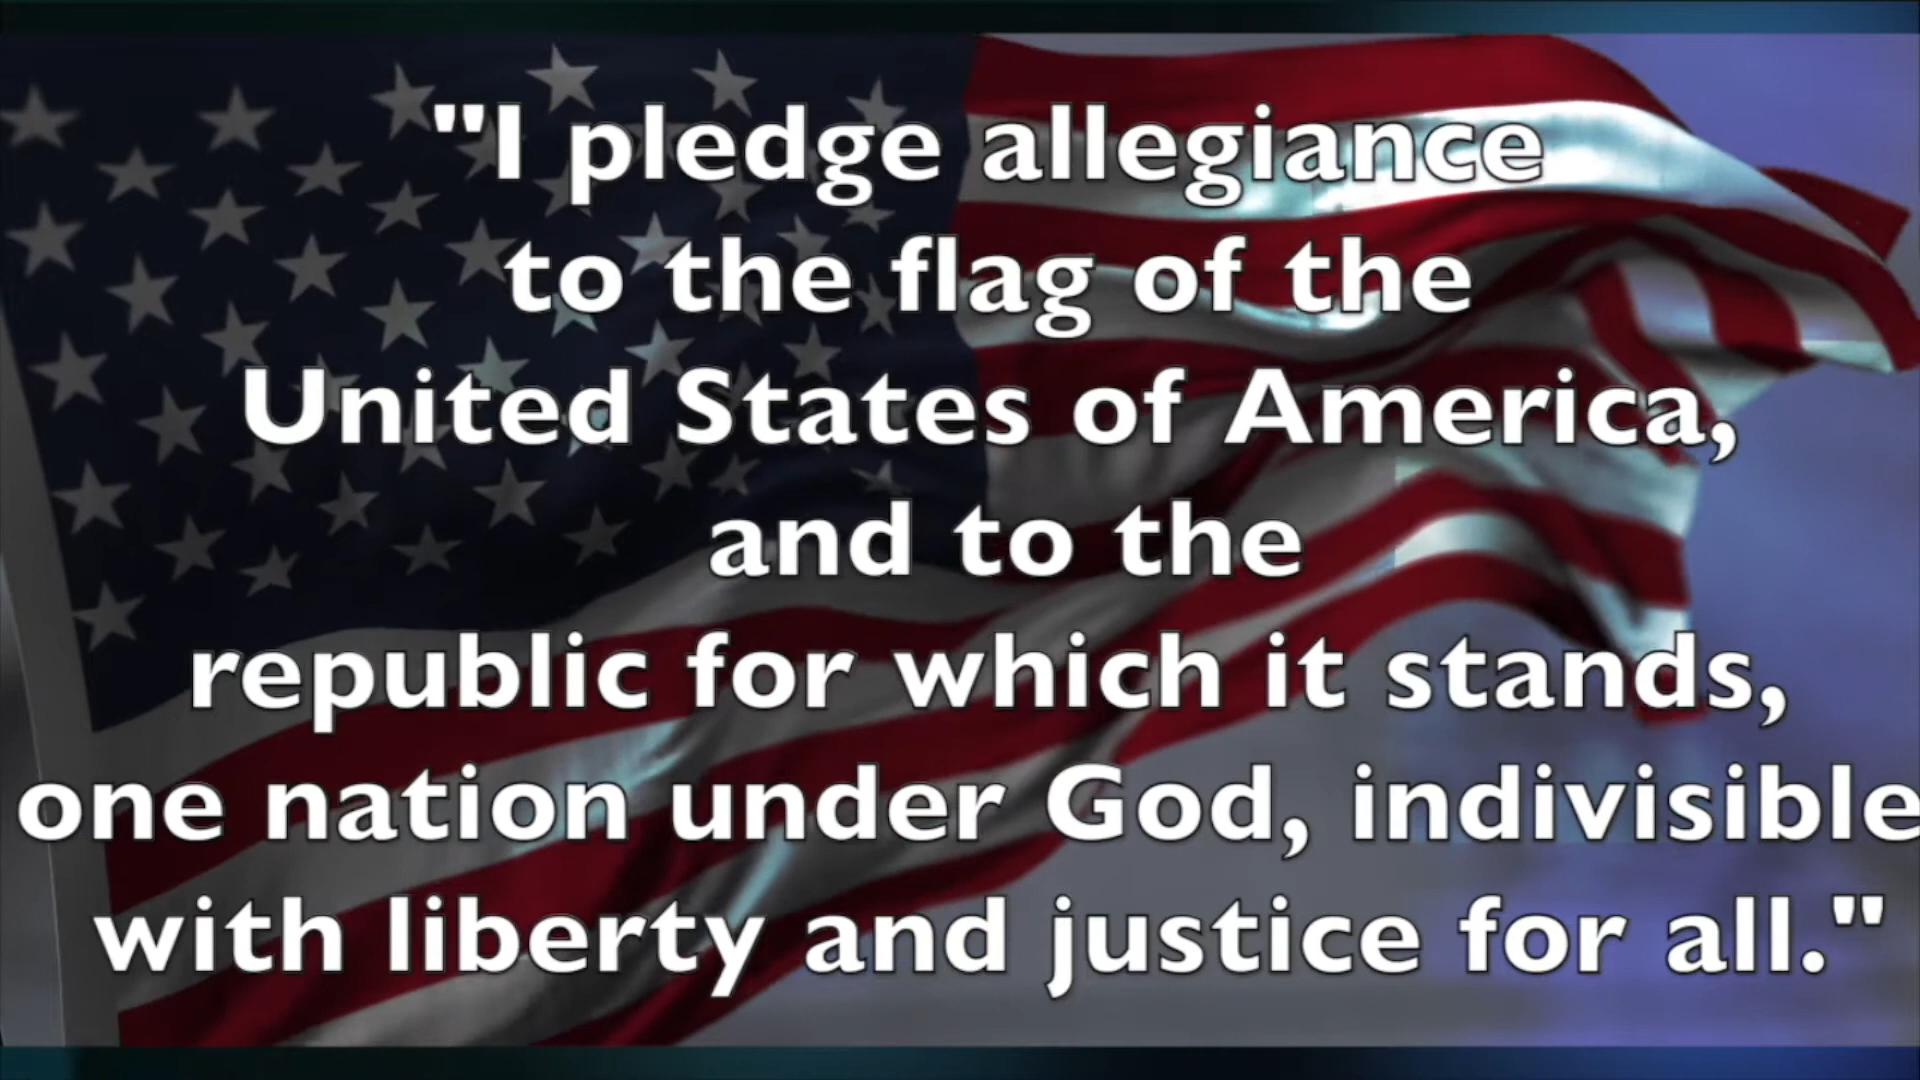 "I pledge allegiance
to the flag of the
United States of America,
and to the
republic for which it stands,
one nation under God, indivisible
with liberty and justice for all."